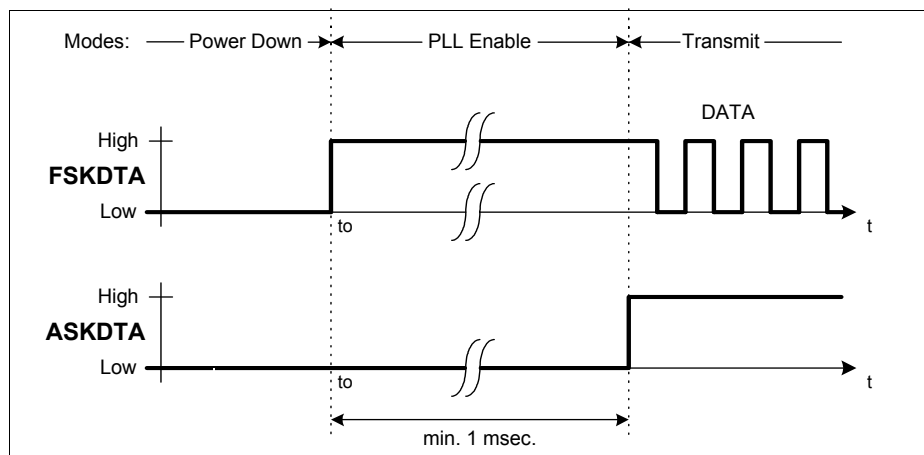 Modes: Power Down PLL Enable Transmit
DATA
High
FSKDTA
Low
to t
High
ASKDTA
Low
to t
min. 1 msec.